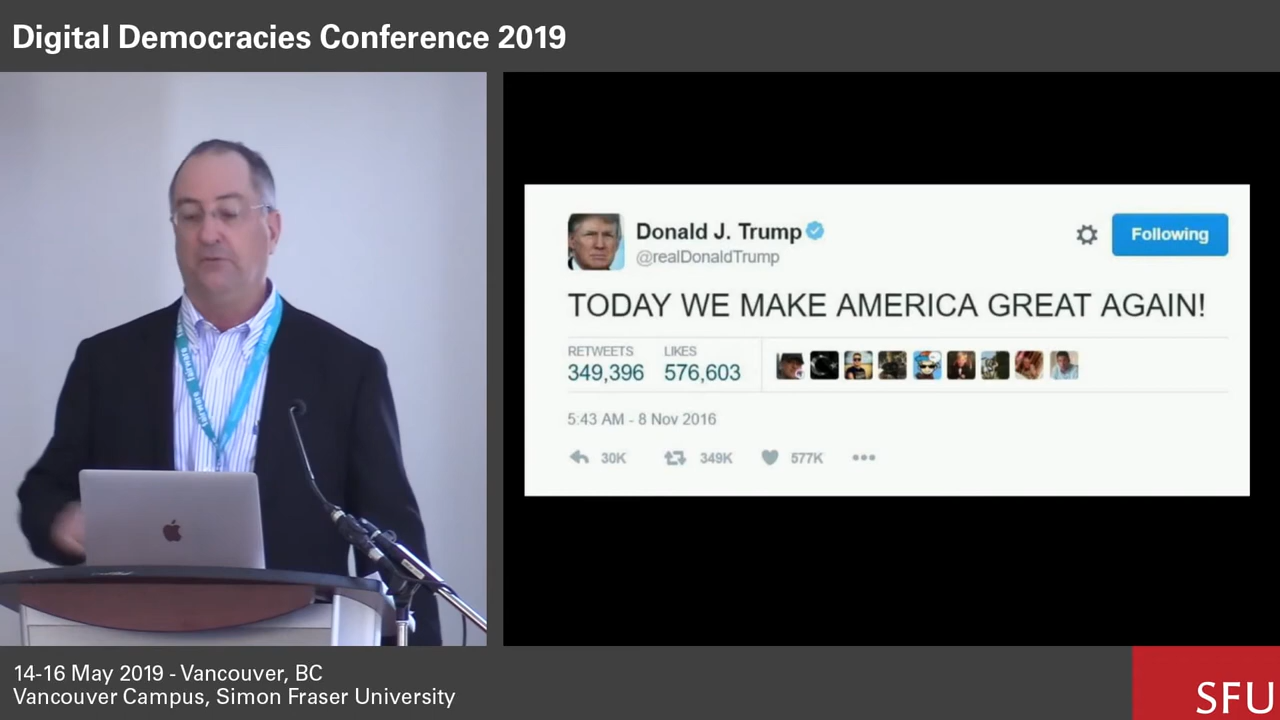 Digital Democracies Conference 2019
Donald J. Trump
@realDonaldTrump
Following
TODAY WE MAKE AMERICA GREAT AGAIN!
RETWEETS LIKES
349,396 576,603
5:43 AM - 8 Nov 2016
30K 349K 577K
fairware
fairware
14-16 May 2019 - Vancouver, BC
Vancouver Campus, Simon Fraser University
SFU